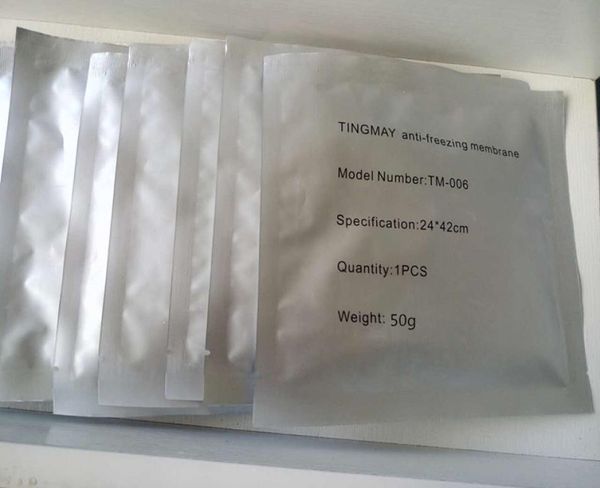 TINGMAY anti-freezing membrane
Model Number:TM-006
Specification:24*42cm
Quantity:1PCS
Weight: 50g